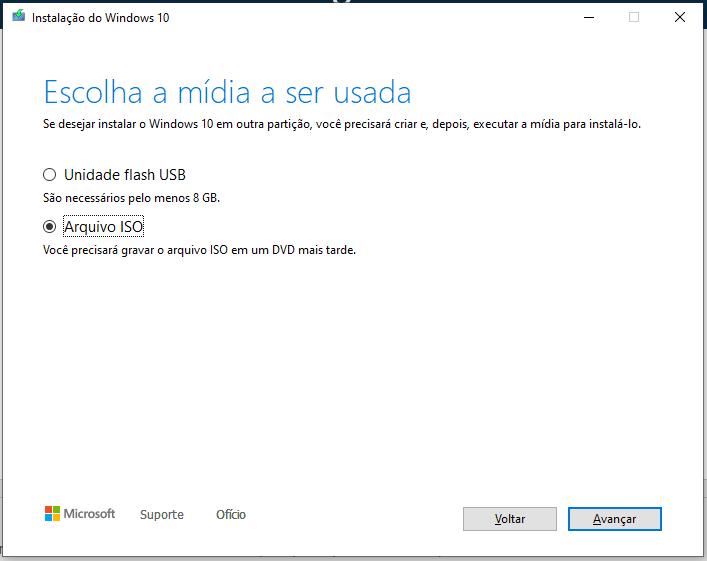 Instalação do Windows 10
Escolha a mídia a ser usada
Se desejar instalar o Windows 10 em outra partição, você precisará criar e, depois, executar a mídia para instalá-lo.
Unidade flash USB
São necessários pelo menos 8 GB.
Arquivo ISO
Você precisará gravar o arquivo ISO em um DVD mais tarde.
Microsoft Suporte Ofício Voltar Avançar